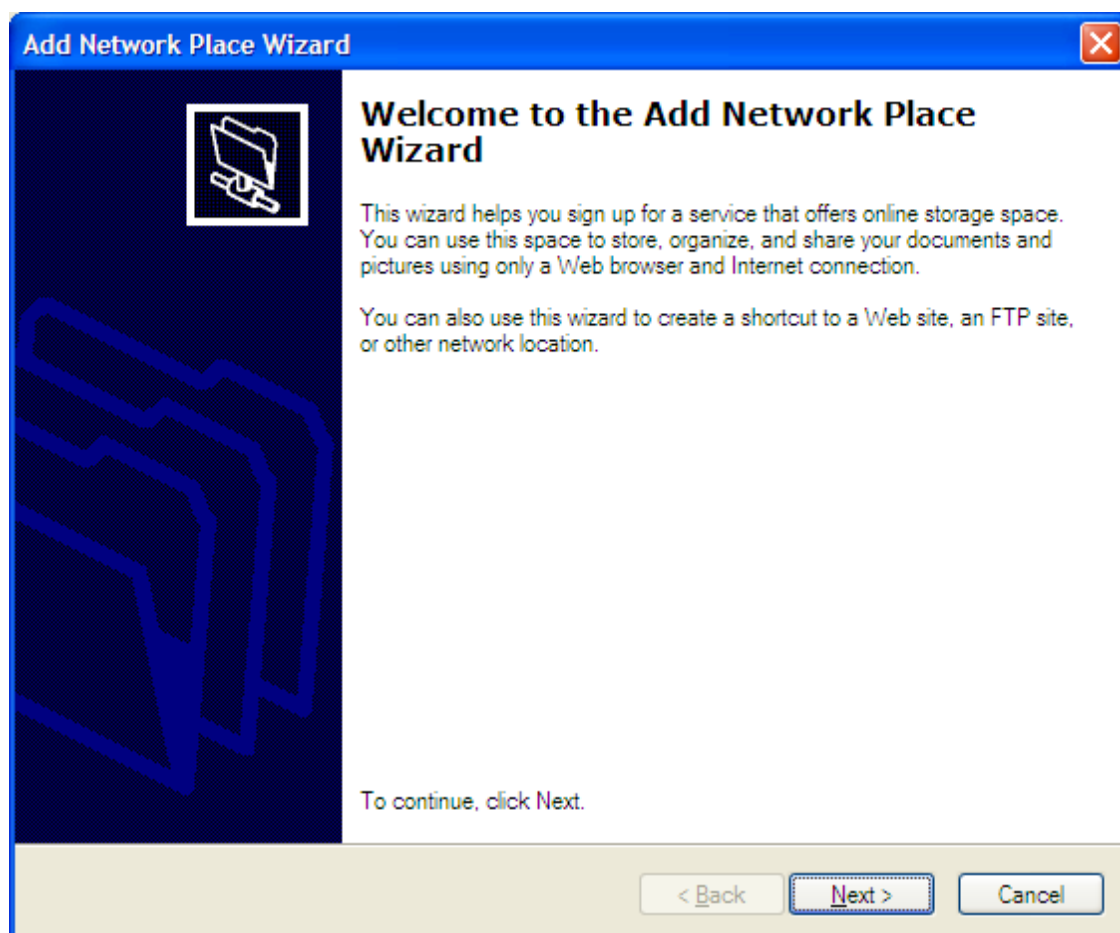 Add Network Place Wizard
Welcome to the Add Network Place
Wizard
This wizard helps you sign up for a service that offers online storage space.
You can use this space to store, organize, and share your documents and
pictures using only a Web browser and Internet connection.
You can also use this wizard to create a shortcut to a Web site, an FTP site,
or other network location.
To continue, click Next.
< Back Next > Cancel